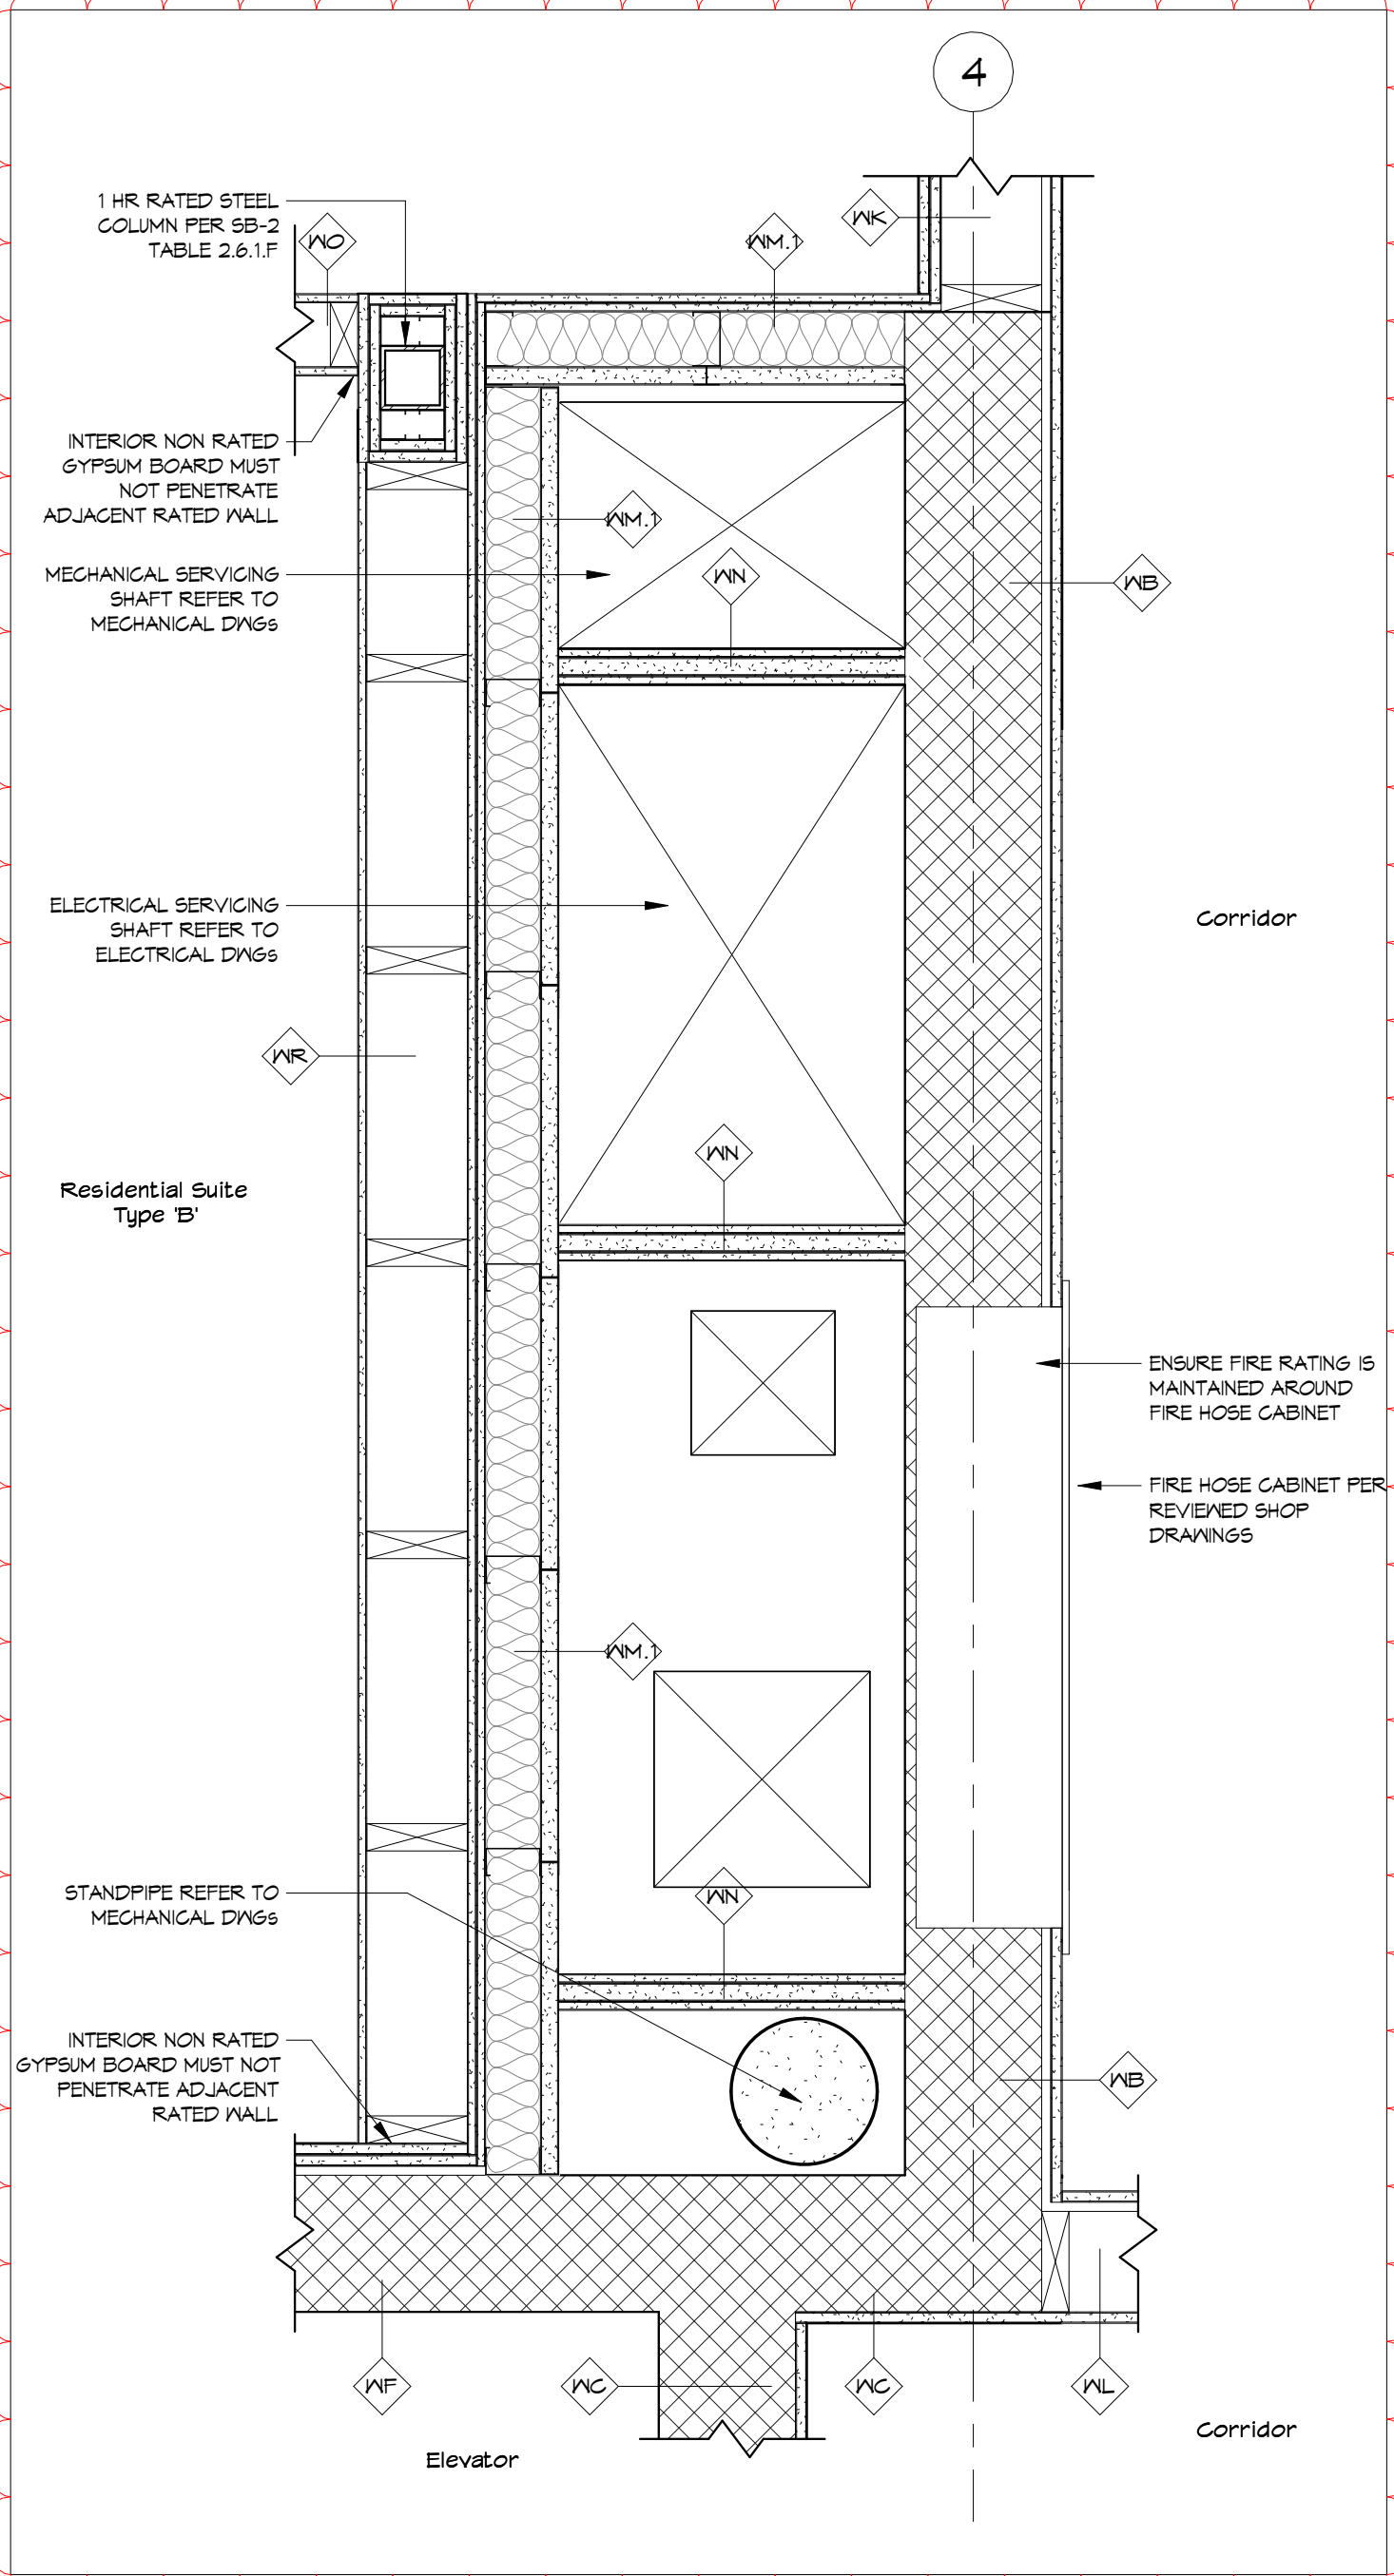 4
1 HR RATED STEEL
COLUMN PER SB-2
TABLE 2.6.1.F
WO
WM.1
WK
INTERIOR NON RATED
GYPSUM BOARD MUST
NOT PENETRATE
ADJACENT RATED WALL
WM.1
MECHANICAL SERVICING
SHAFT REFER TO
MECHANICAL DWGs
WN
WB
ELECTRICAL SERVICING
SHAFT REFER TO
ELECTRICAL DWGs
Corridor
WR
WN
Residential Suite
Type 'B'
ENSURE FIRE RATING IS
MAINTAINED AROUND
FIRE HOSE CABINET
FIRE HOSE CABINET PER
REVIEWED SHOP
DRAWINGS
WM.1
STANDPIPE REFER TO
MECHANICAL DWGs
WN
INTERIOR NON RATED
GYPSUM BOARD MUST NOT
PENETRATE ADJACENT
RATED WALL
WB
WF
WC
WC
WL
Corridor
Elevator